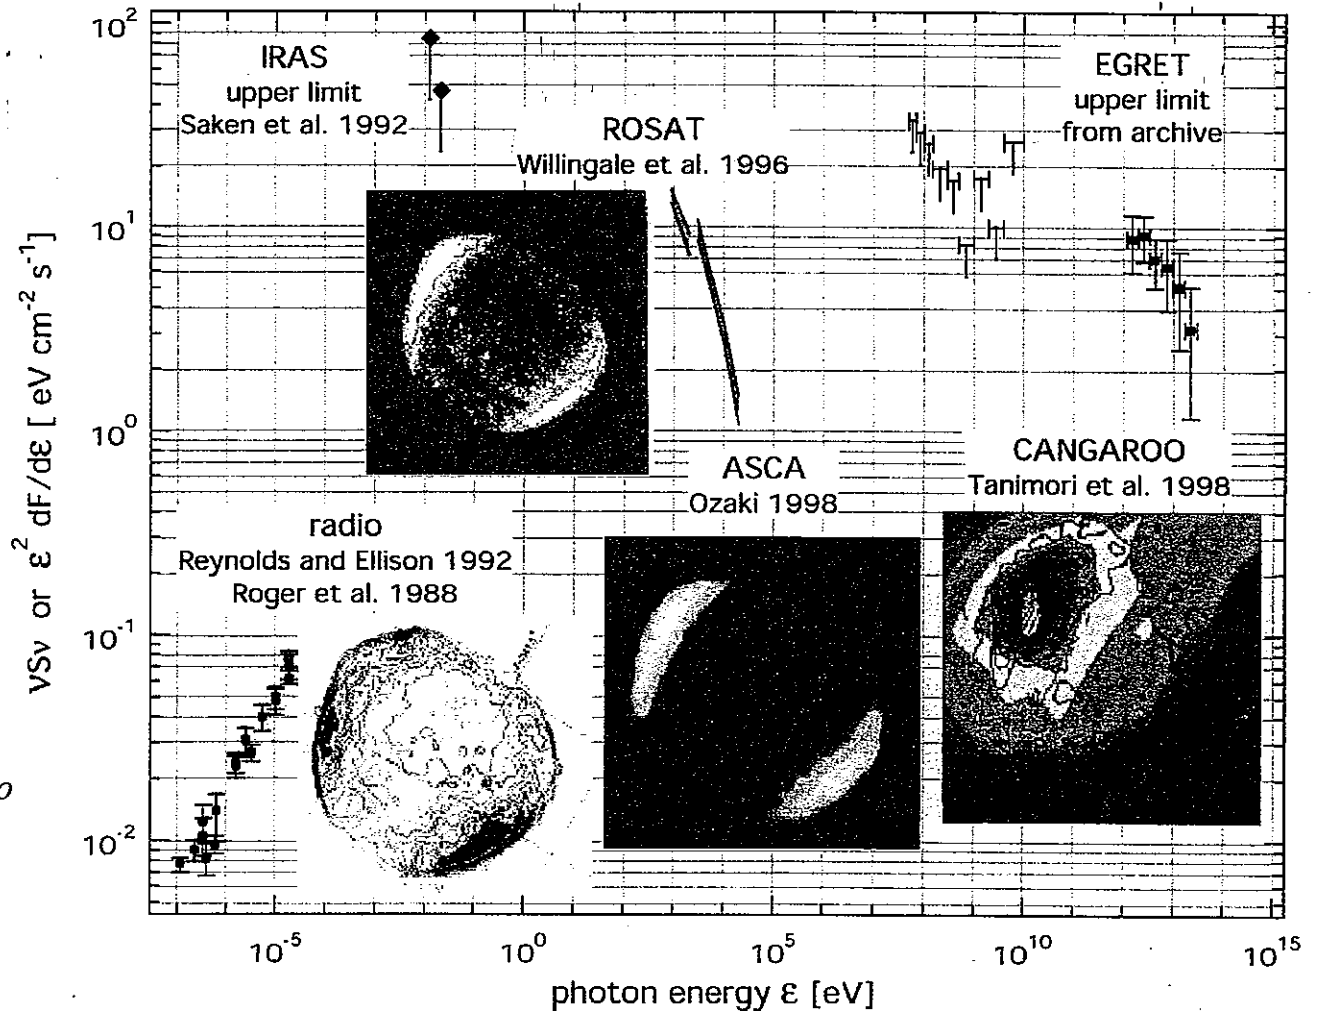 10²
IRAS
upper limit
Saken et al. 1992
EGRET
upper limit
from archive
ROSAT
Willingale et al. 1996
10¹
νSν or ε² dF/dε [ eV cm⁻² s⁻¹]
10⁰
ASCA
Ozaki 1998
CANGAROO
Tanimori et al. 1998
radio
Reynolds and Ellison 1992
Roger et al. 1988
10⁻¹
10⁻²
10⁻⁵
10⁰
10⁵
10¹⁰
10¹⁵
photon energy ε [eV]